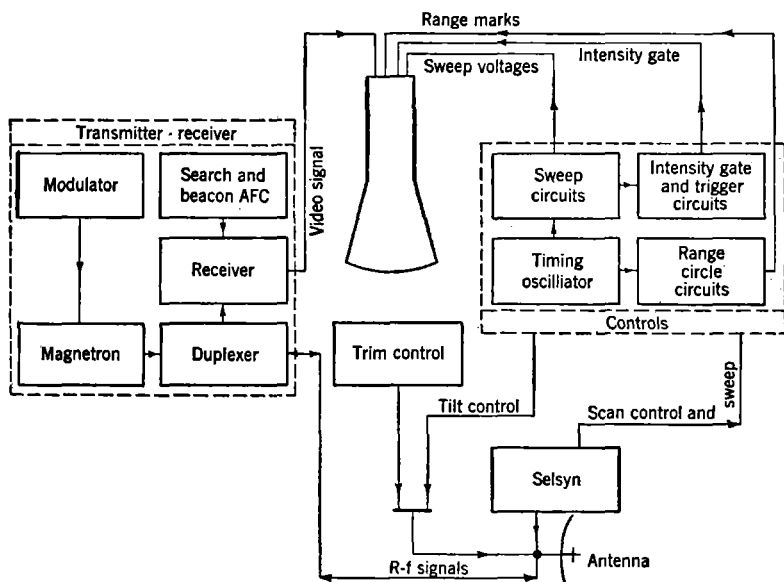 Range marks
Intensity gate
Sweep voltages
Transmitter - receiver
Modulator
Search and
beacon AFC
Video signal
Receiver
Magnetron
Duplexer
Sweep
circuits
Intensity gate
and trigger
circuits
Timing
oscilliator
Range
circle
circuits
Controls
Trim control
Tilt control
Scan control and
sweep
Selsyn
Antenna
R-f signals